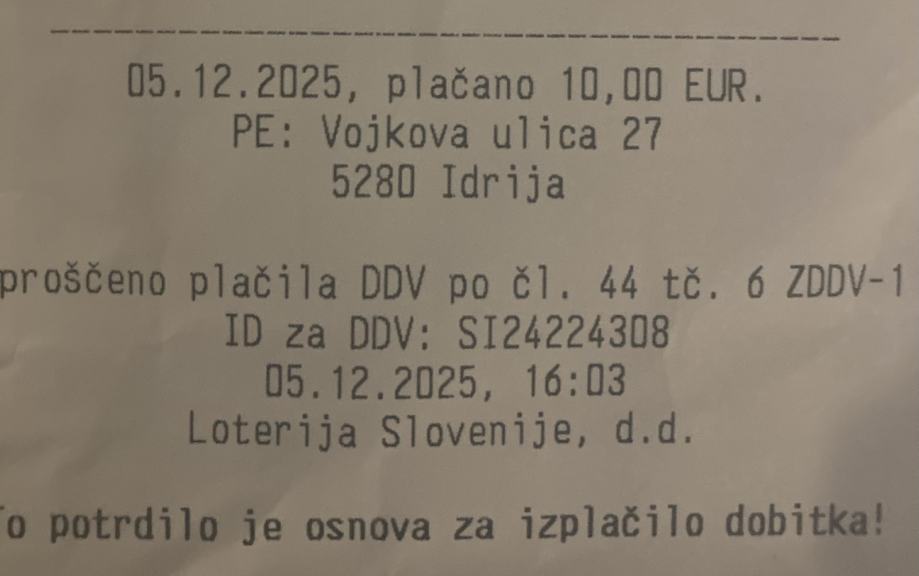 05.12.2025, plačano 10,00 EUR.
PE: Vojkova ulica 27
5280 Idrija
proščeno plačila DDV po čl. 44 tč. 6 ZDDV-1
ID za DDV: SI24224308
05.12.2025, 16:03
Loterija Slovenije, d.d.
o potrdilo je osnova za izplačilo dobitka!